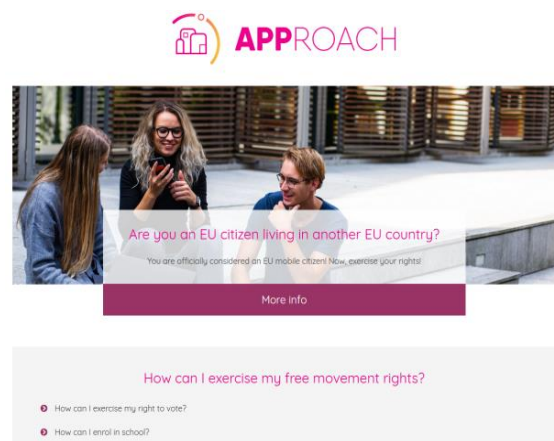 APPROACH
Are you an EU citizen living in another EU country?
You are officially considered an EU mobile citizen! Now, exercise your rights!
More info
How can I exercise my free movement rights?
How can I exercise my right to vote?
How can I enrol in school?